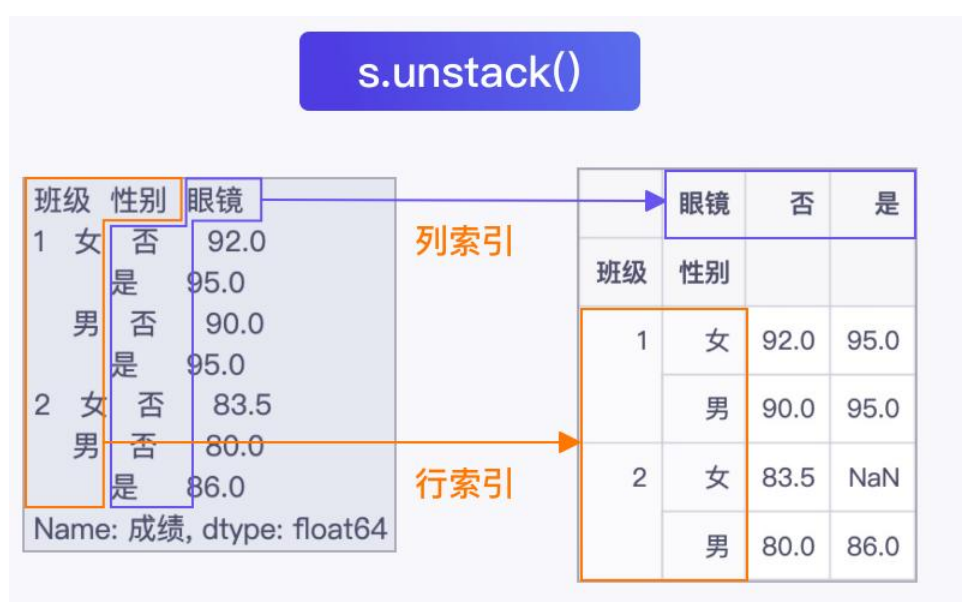 s.unstack()
班级 性别 眼镜
1 女 否 92.0
是 95.0
男 否 90.0
是 95.0
2 女 否 83.5
男 否 80.0
是 86.0
Name: 成绩, dtype: float64
列索引
行索引
眼镜 否 是
班级 性别
1 女 92.0 95.0
男 90.0 95.0
2 女 83.5 NaN
男 80.0 86.0